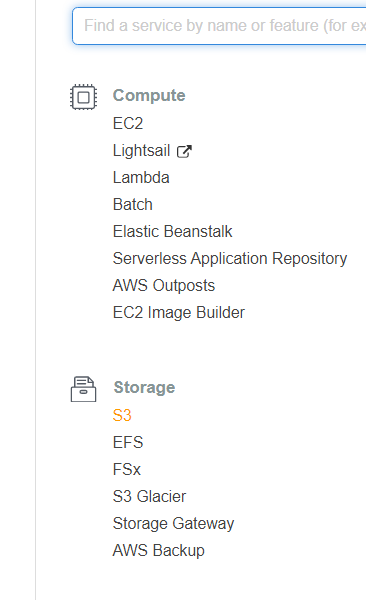 Find a service by name or feature (for ex
Compute
EC2
Lightsail
Lambda
Batch
Elastic Beanstalk
Serverless Application Repository
AWS Outposts
EC2 Image Builder
Storage
S3
EFS
FSx
S3 Glacier
Storage Gateway
AWS Backup